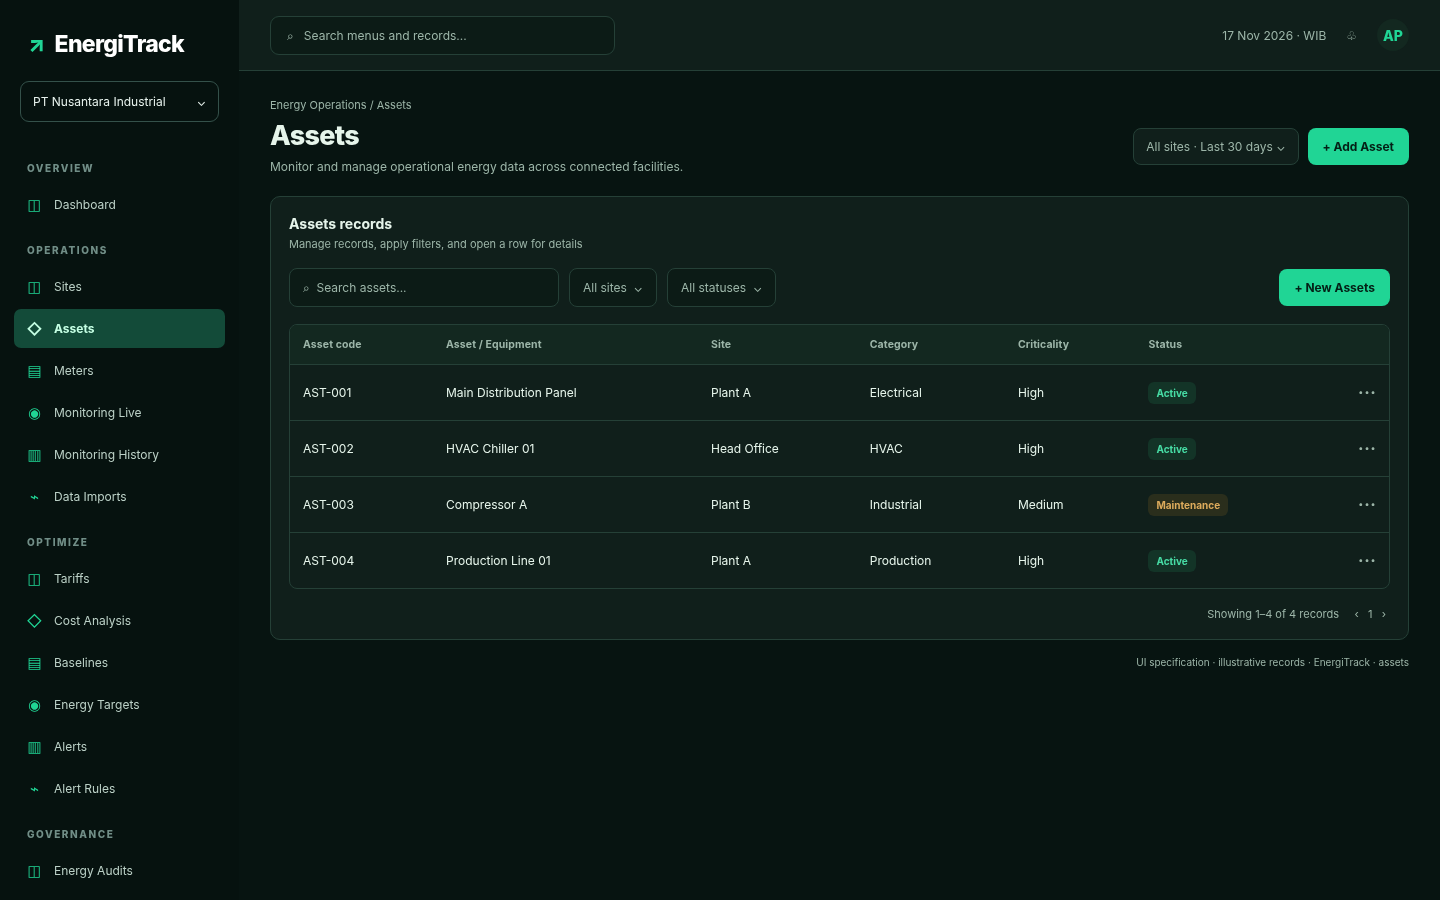 EnergiTrack
PT Nusantara Industrial
OVERVIEW
Dashboard
OPERATIONS
Sites
Assets
Meters
Monitoring Live
Monitoring History
Data Imports
OPTIMIZE
Tariffs
Cost Analysis
Baselines
Energy Targets
Alerts
Alert Rules
GOVERNANCE
Energy Audits
Search menus and records...
17 Nov 2026 · WIB
AP
Energy Operations / Assets
Assets
Monitor and manage operational energy data across connected facilities.
All sites · Last 30 days
+ Add Asset
Assets records
Manage records, apply filters, and open a row for details
Search assets...
All sites
All statuses
+ New Assets
Asset code Asset / Equipment Site Category Criticality Status
AST-001 Main Distribution Panel Plant A Electrical High Active
AST-002 HVAC Chiller 01 Head Office HVAC High Active
AST-003 Compressor A Plant B Industrial Medium Maintenance
AST-004 Production Line 01 Plant A Production High Active
Showing 1–4 of 4 records ‹ 1 ›
UI specification · illustrative records · EnergiTrack · assets